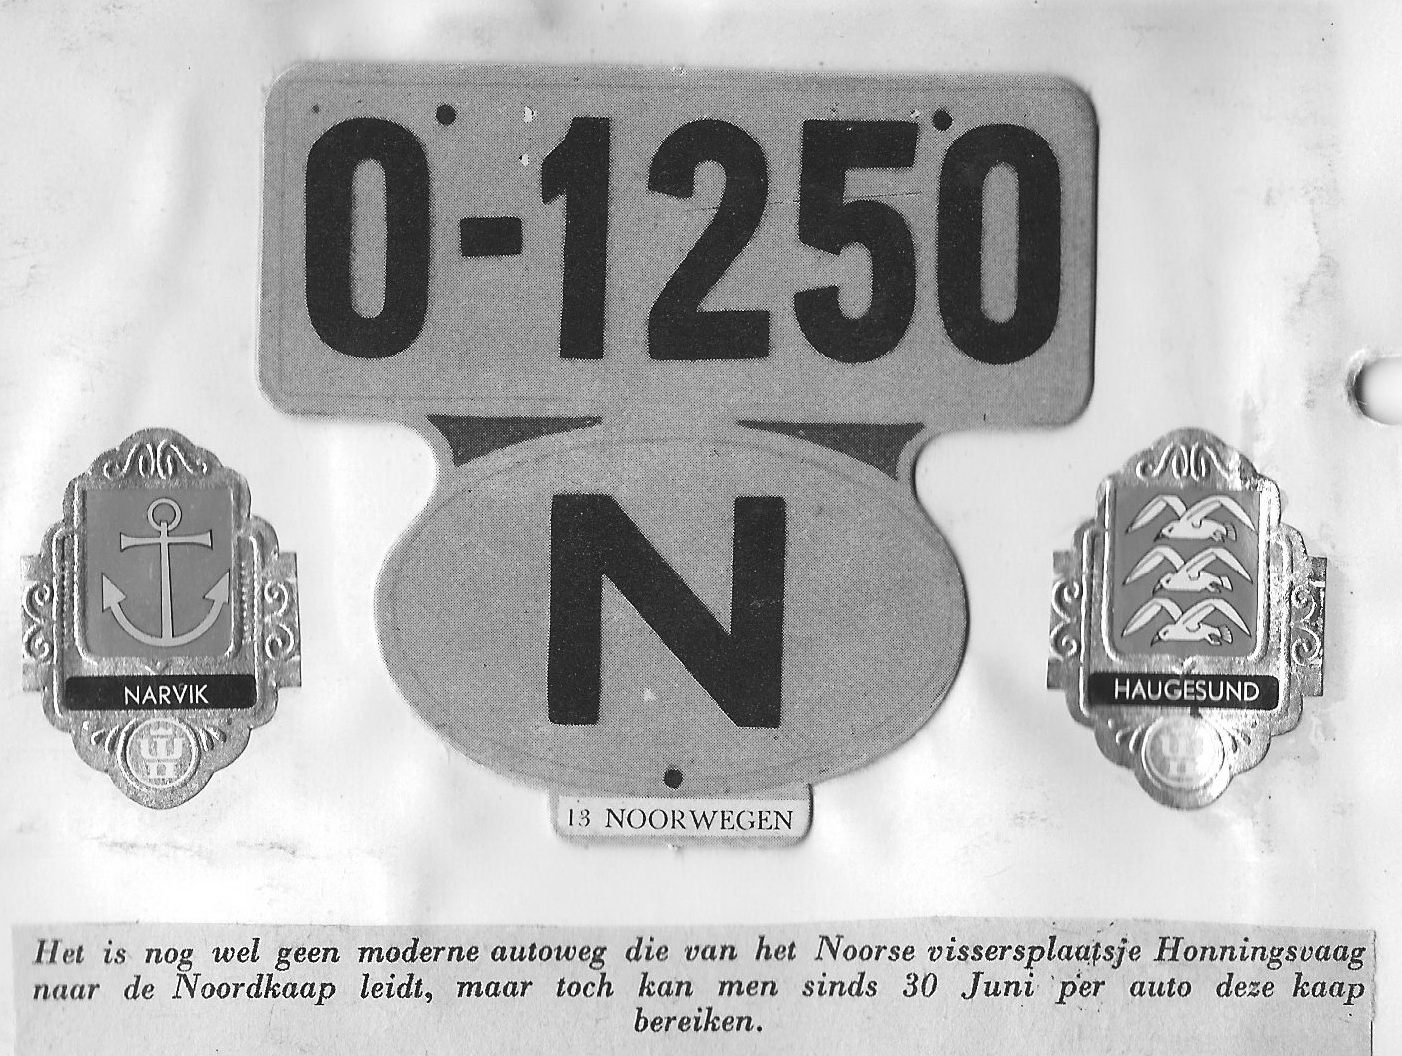 0-1250
N
NARVIK
HAUGESUND
13 NOORWEGEN
Het is nog wel geen moderne autoweg die van het Noorse vissersplaatsje Honningsvaag
naar de Noordkaap leidt, maar toch kan men sinds 30 Juni per auto deze kaap
bereiken.